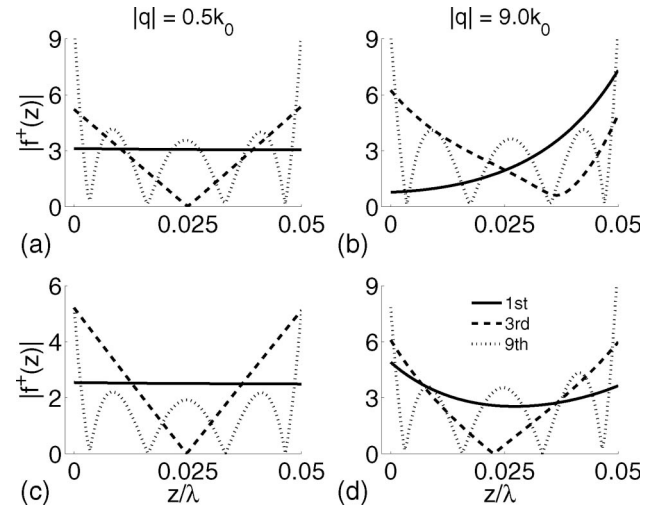 |q| = 0.5k₀
|q| = 9.0k₀
|f⁺(z)|
9
6
3
0
0
0.025
0.05
(a)
9
6
3
0
0
0.025
0.05
(b)
|f⁺(z)|
6
4
2
0
0
0.025
0.05
z/λ
(c)
9
6
3
0
0
0.025
0.05
z/λ
(d)
1st
3rd
9th